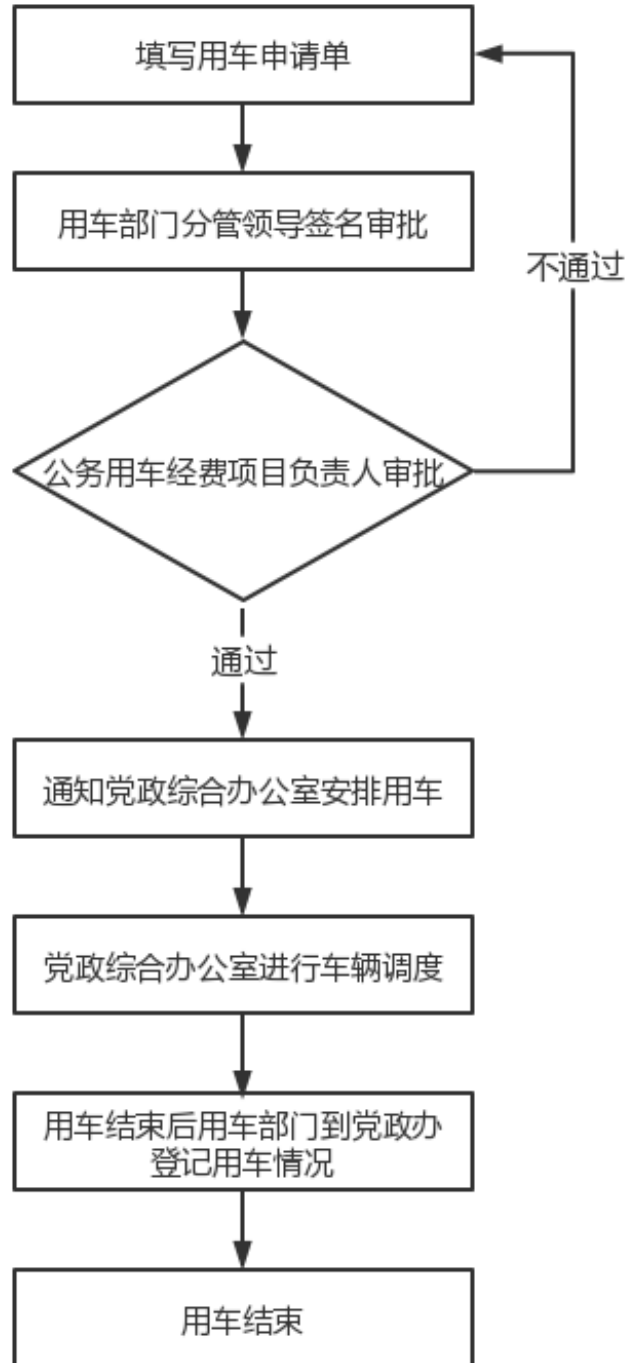 填写用车申请单
用车部门分管领导签名审批
不通过
公务用车经费项目负责人审批
通过
通知党政综合办公室安排用车
党政综合办公室进行车辆调度
用车结束后用车部门到党政办
登记用车情况
用车结束